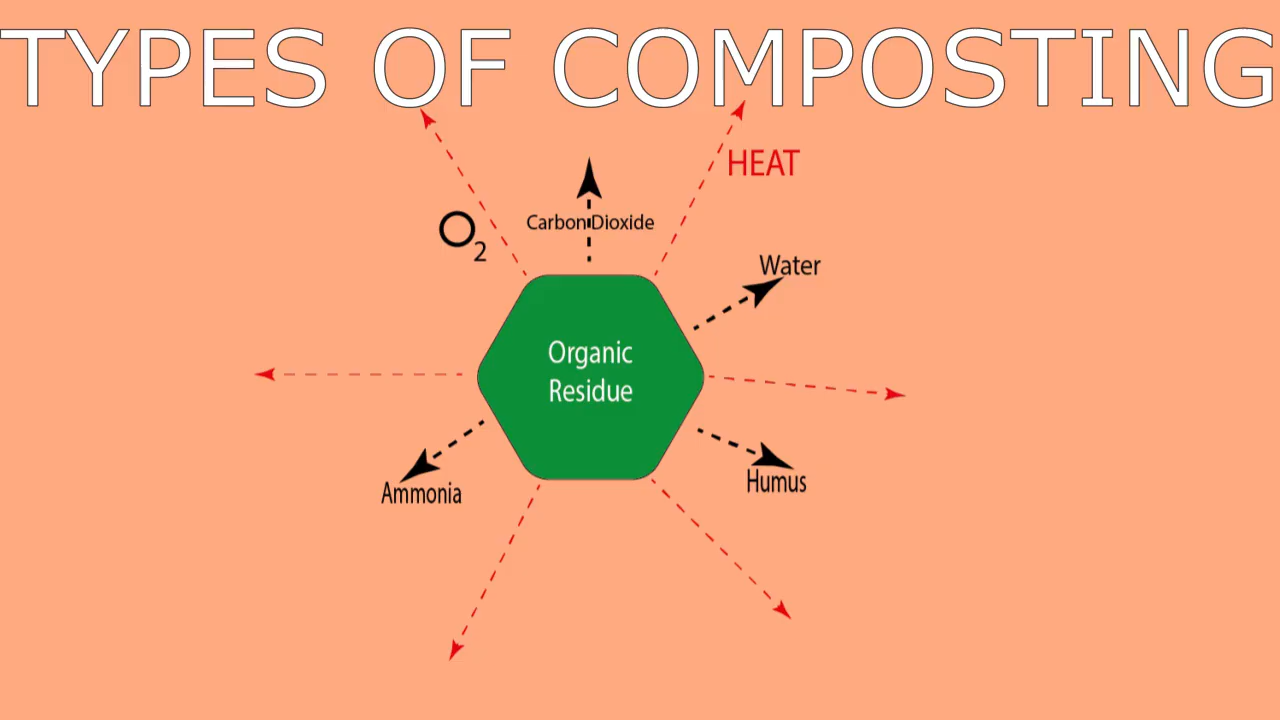 TYPES OF COMPOSTING
HEAT
Carbon Dioxide
O2
Water
Organic
Residue
Humus
Ammonia